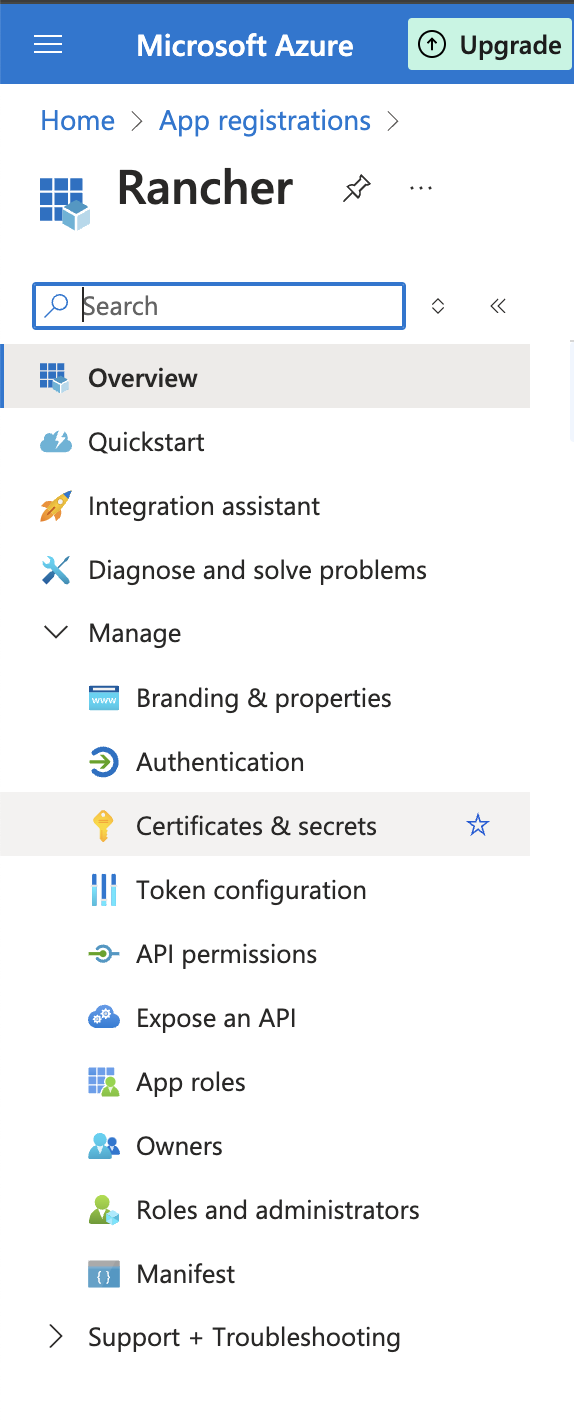 Microsoft Azure
Upgrade
Home > App registrations >
Rancher
Search
Overview
Quickstart
Integration assistant
Diagnose and solve problems
Manage
www
Branding & properties
Authentication
Certificates & secrets
Token configuration
API permissions
Expose an API
App roles
Owners
Roles and administrators
Manifest
Support + Troubleshooting